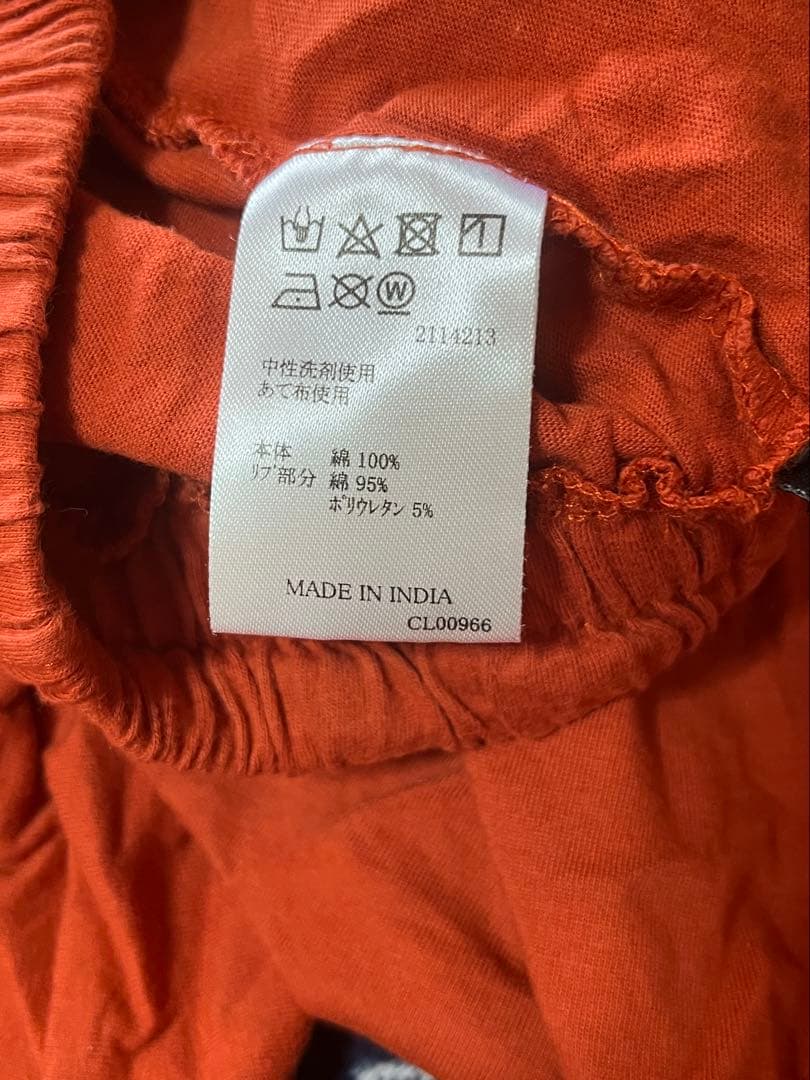 W
2114213
中性洗剤使用
あて布使用
本体 綿 100%
リブ部分 綿 95%
ポリウレタン 5%
MADE IN INDIA
CL00966